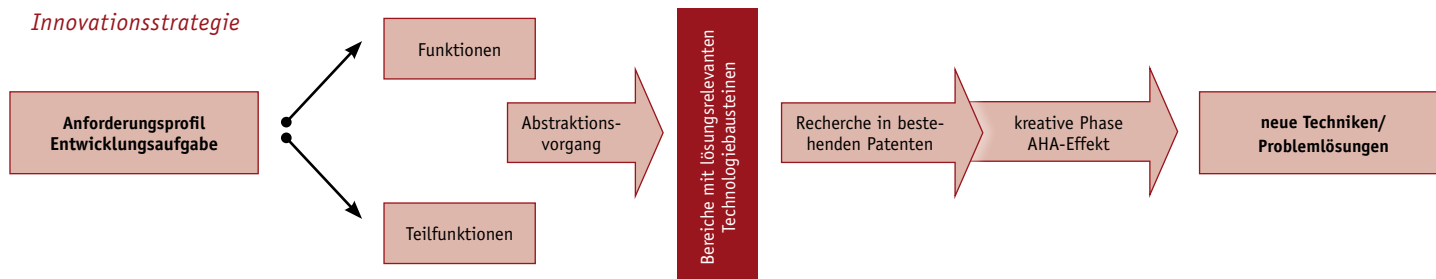 Innovationsstrategie
Anforderungsprofil
Entwicklungsaufgabe
Funktionen
Teilfunktionen
Abstraktions-
vorgang
Bereiche mit lösungsrelevanten
Technologiebausteinen
Recherche in beste-
henden Patenten
kreative Phase
AHA-Effekt
neue Techniken/
Problemlösungen